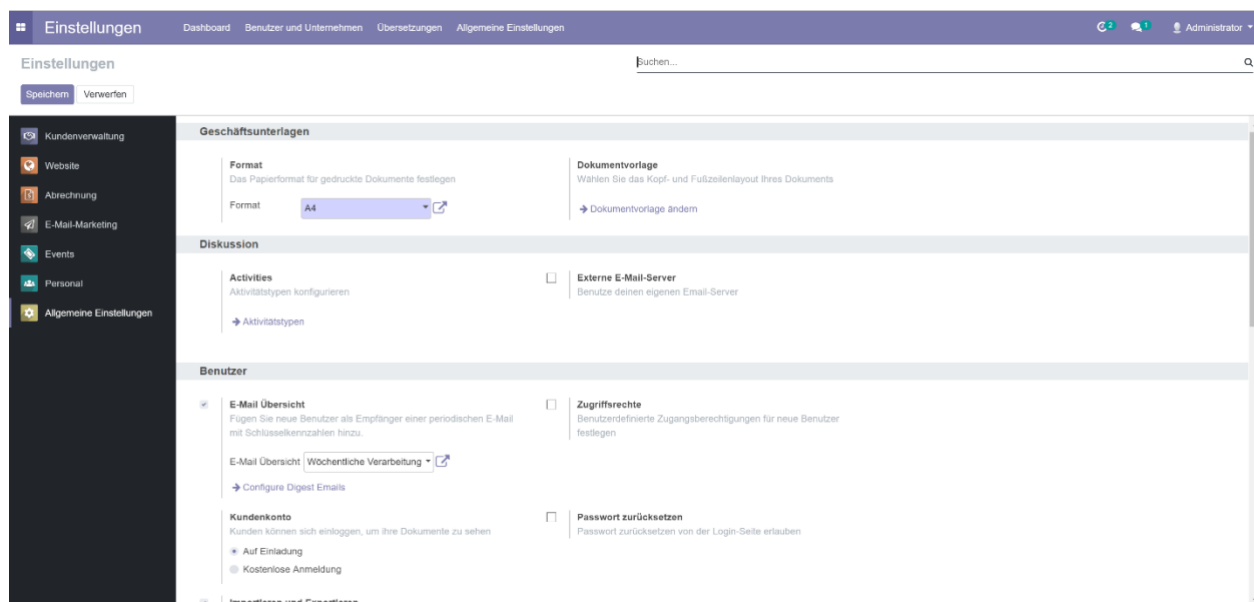 Einstellungen Dashboard Benutzer und Unternehmen Übersetzungen Allgemeine Einstellungen 2 1 Administrator
Einstellungen Suchen...
Speichern Verwerfen
Kundenverwaltung
Website
Abrechnung
E-Mail-Marketing
Events
Personal
Allgemeine Einstellungen
Geschäftsunterlagen
Format
Das Papierformat für gedruckte Dokumente festlegen
Format A4
Dokumentvorlage
Wählen Sie das Kopf- und Fußzeilenlayout Ihres Dokuments
Dokumentvorlage ändern
Diskussion
Activities
Aktivitätstypen konfigurieren
Aktivitätstypen
Externe E-Mail-Server
Benutze deinen eigenen Email-Server
Benutzer
E-Mail Übersicht
Fügen Sie neue Benutzer als Empfänger einer periodischen E-Mail
mit Schlüsselkennzahlen hinzu.
E-Mail Übersicht Wöchentliche Verarbeitung
Configure Digest Emails
Zugriffsrechte
Benutzerdefinierte Zugangsberechtigungen für neue Benutzer
festlegen
Kundenkonto
Kunden können sich einloggen, um ihre Dokumente zu sehen
Auf Einladung
Kostenlose Anmeldung
Passwort zurücksetzen
Passwort zurücksetzen von der Login-Seite erlauben
Importieren und Exportieren